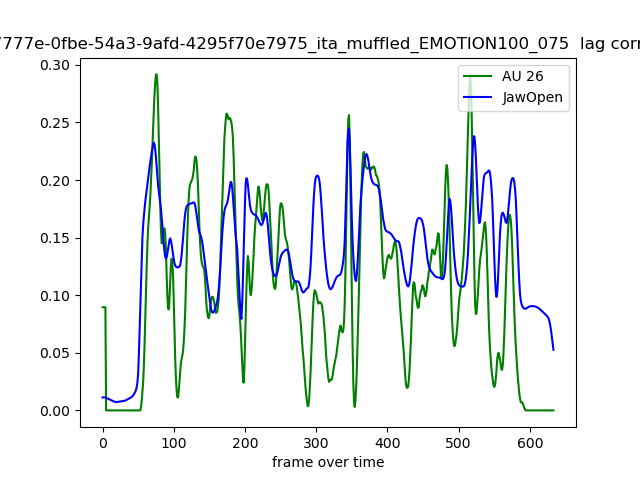 7777e-0fbe-54a3-9afd-4295f70e7975_ita_muffled_EMOTION100_075 lag corr
AU 26
JawOpen
0.30
0.25
0.20
0.15
0.10
0.05
0.00
0 100 200 300 400 500 600
frame over time